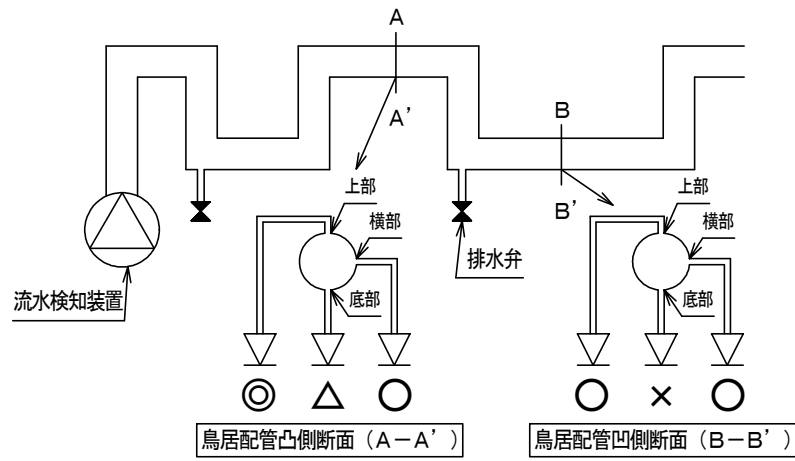 A
A'
B
B'
上部
横部
底部
流水検知装置
排水弁
上部
横部
底部
◎ △ ○
○ × ○
鳥居配管凸側断面（A－A'）
鳥居配管凹側断面（B－B'）